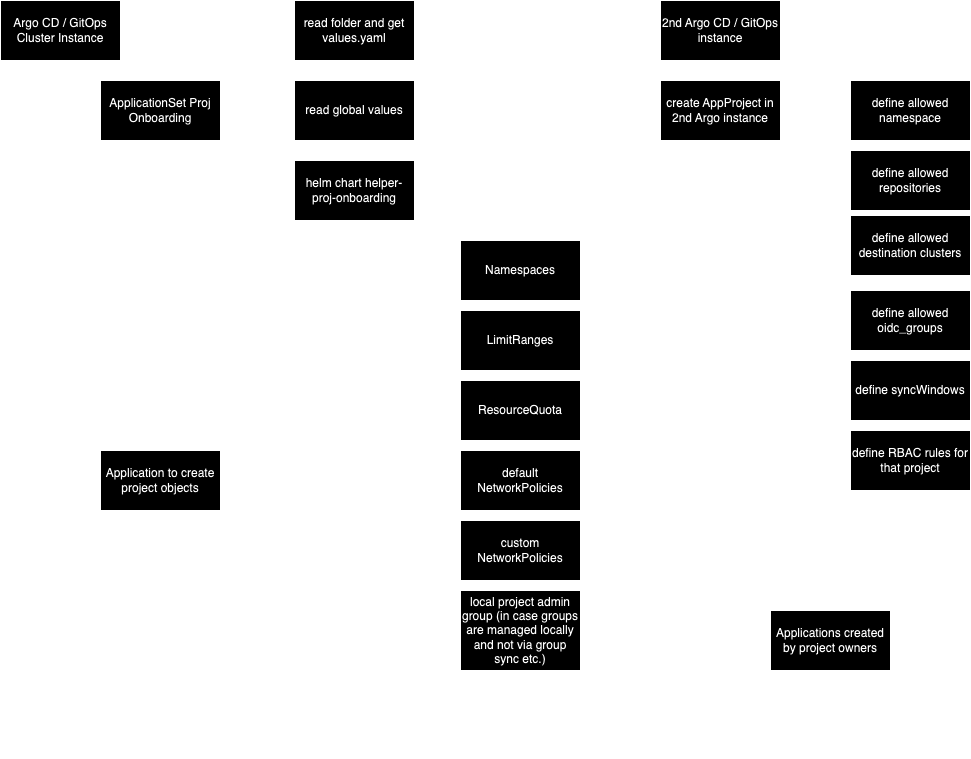 Argo CD / GitOps
Cluster Instance
read folder and get
values.yaml
2nd Argo CD / GitOps
instance
ApplicationSet Proj
Onboarding
read global values
create AppProject in
2nd Argo instance
define allowed
namespace
helm chart helper-
proj-onboarding
define allowed
repositories
define allowed
destination clusters
Namespaces
define allowed
oidc_groups
LimitRanges
define syncWindows
ResourceQuota
define RBAC rules for
that project
Application to create
project objects
default
NetworkPolicies
custom
NetworkPolicies
local project admin
group (in case groups
are managed locally
and not via group
sync etc.)
Applications created
by project owners